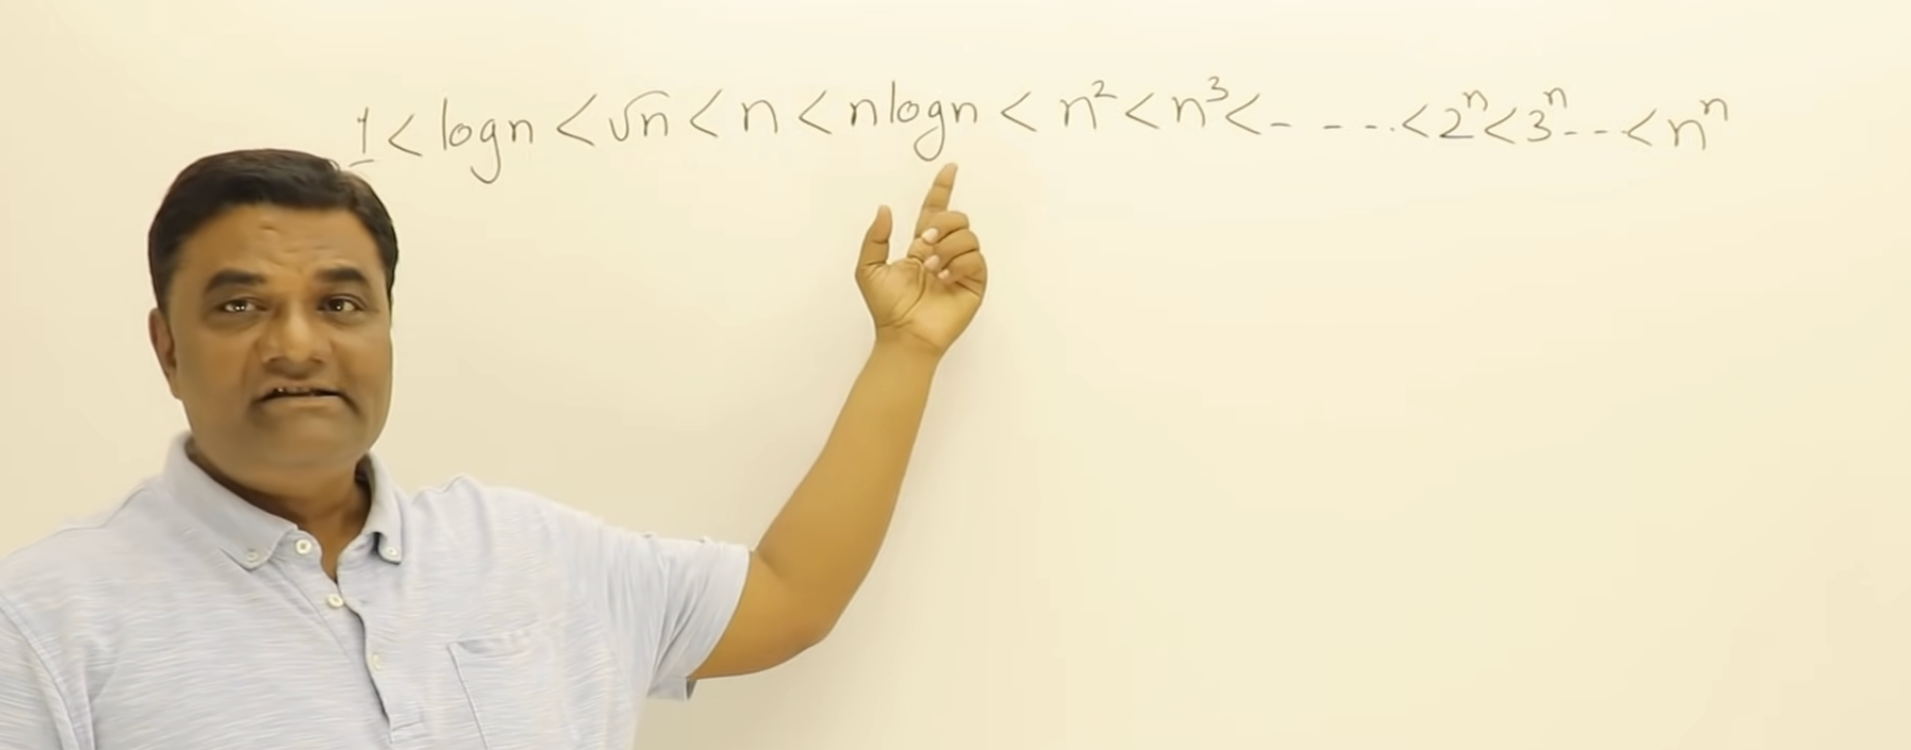 1 < logn < √n < n < nlogn < n² < n³ < - - - .. < 2ⁿ < 3ⁿ - - - < nⁿ